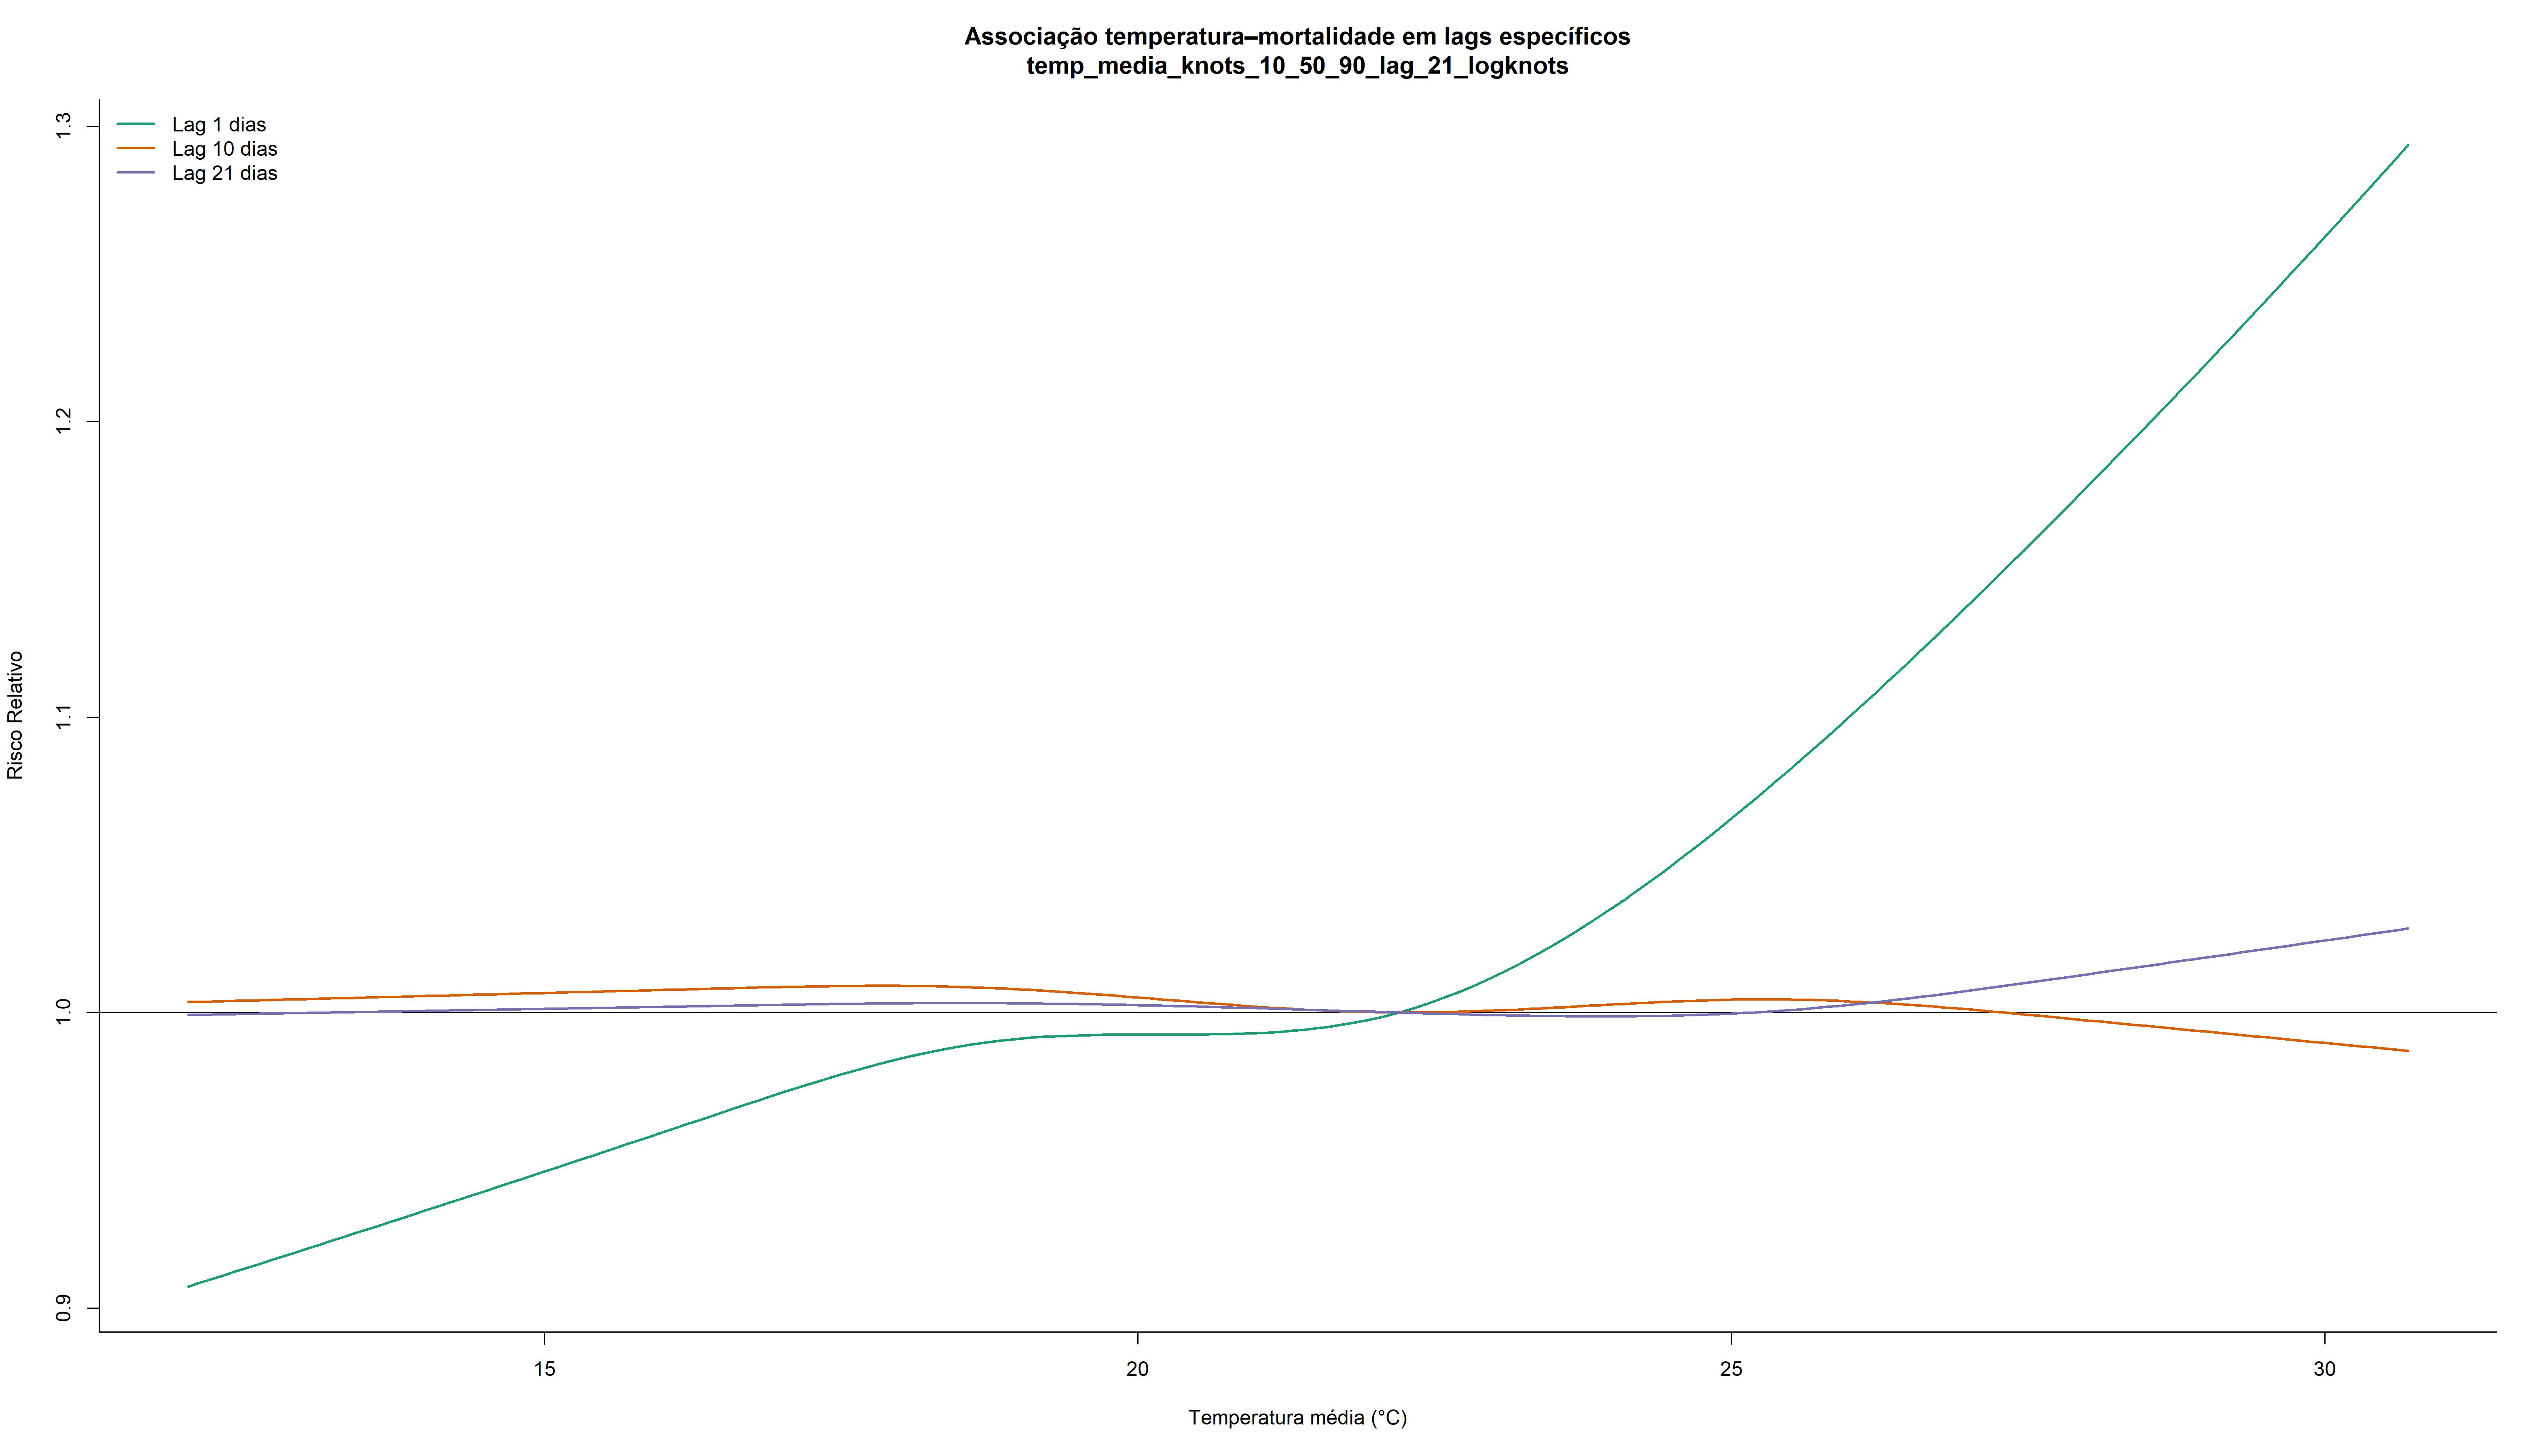 Associação temperatura–mortalidade em lags específicos
temp_media_knots_10_50_90_lag_21_logknots
Lag 1 dias
Lag 10 dias
Lag 21 dias
1.3
1.2
1.1
1.0
0.9
Risco Relativo
15
20
25
30
Temperatura média (°C)